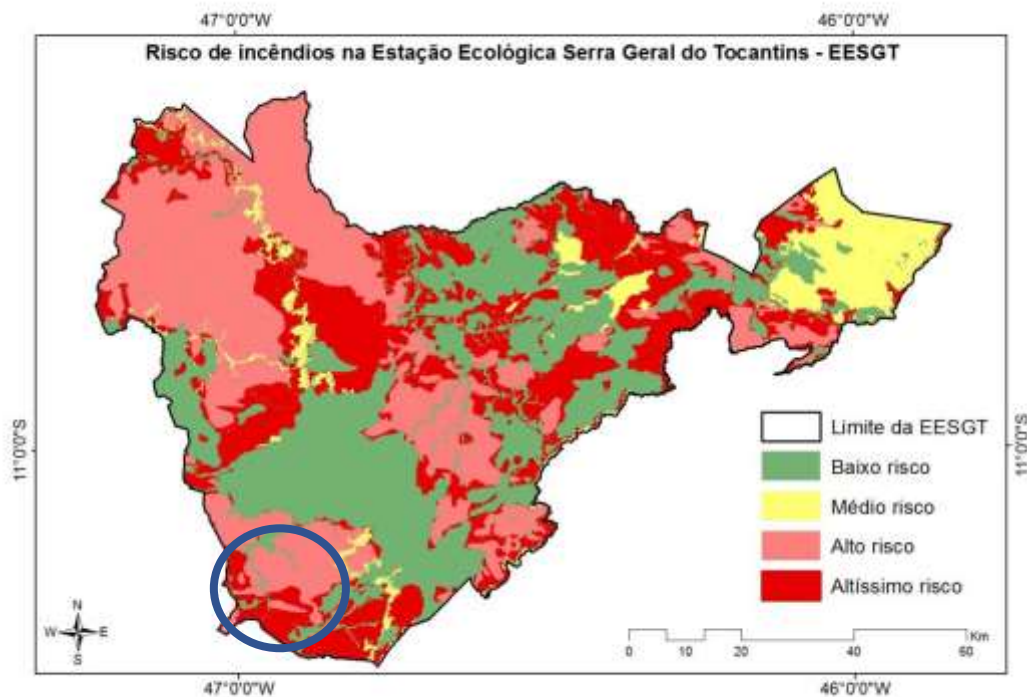 47°0'0"W 46°0'0"W
Risco de incêndios na Estação Ecológica Serra Geral do Tocantins - EESGT
Limite da EESGT
11°0'0"S 11°0'0"S
Baixo risco
Médio risco
Alto risco
Altíssimo risco
N
W E
S
Km
0 10 20 40 60
47°0'0"W 46°0'0"W